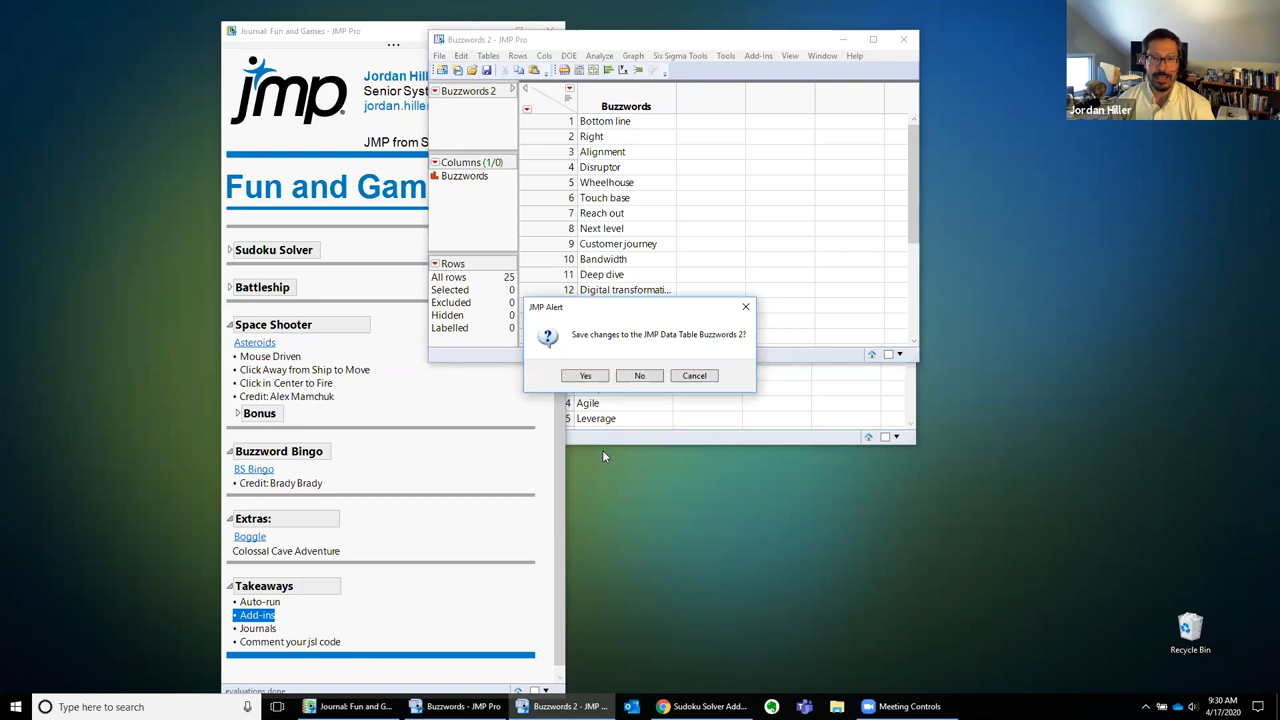 Journal: Fun and Games - JMP Pro
jmp
Jordan Hill
Senior Syst
jordan.hiller
JMP from S
Fun and Gam
Sudoku Solver
Battleship
Space Shooter
Asteroids
• Mouse Driven
• Click Away from Ship to Move
• Click in Center to Fire
• Credit: Alex Mamchuk
Bonus
Buzzword Bingo
BS Bingo
• Credit: Brady Brady
Extras:
Boggle
Colossal Cave Adventure
Takeaways
• Auto-run
• Add-ins
• Journals
• Comment your jsl code
evaluations done
Buzzwords 2 - JMP Pro
File Edit Tables Rows Cols DOE Analyze Graph Six Sigma Tools Tools Add-Ins View Window Help
Buzzwords 2
Columns (1/0)
Buzzwords
Rows
All rows 25
Selected 0
Excluded 0
Hidden 0
Labelled 0
Buzzwords
1 Bottom line
2 Right
3 Alignment
4 Disruptor
5 Wheelhouse
6 Touch base
7 Reach out
8 Next level
9 Customer journey
10 Bandwidth
11 Deep dive
12 Digital transformati...
JMP Alert
Save changes to the JMP Data Table Buzzwords 2?
Yes No Cancel
4 Agile
5 Leverage
Jordan Hiller
Recycle Bin
Type here to search
Journal: Fun and G...
Buzzwords - JMP Pro
Buzzwords 2 - JMP ...
Sudoku Solver Add...
Meeting Controls
9:30 AM
4/17/2020